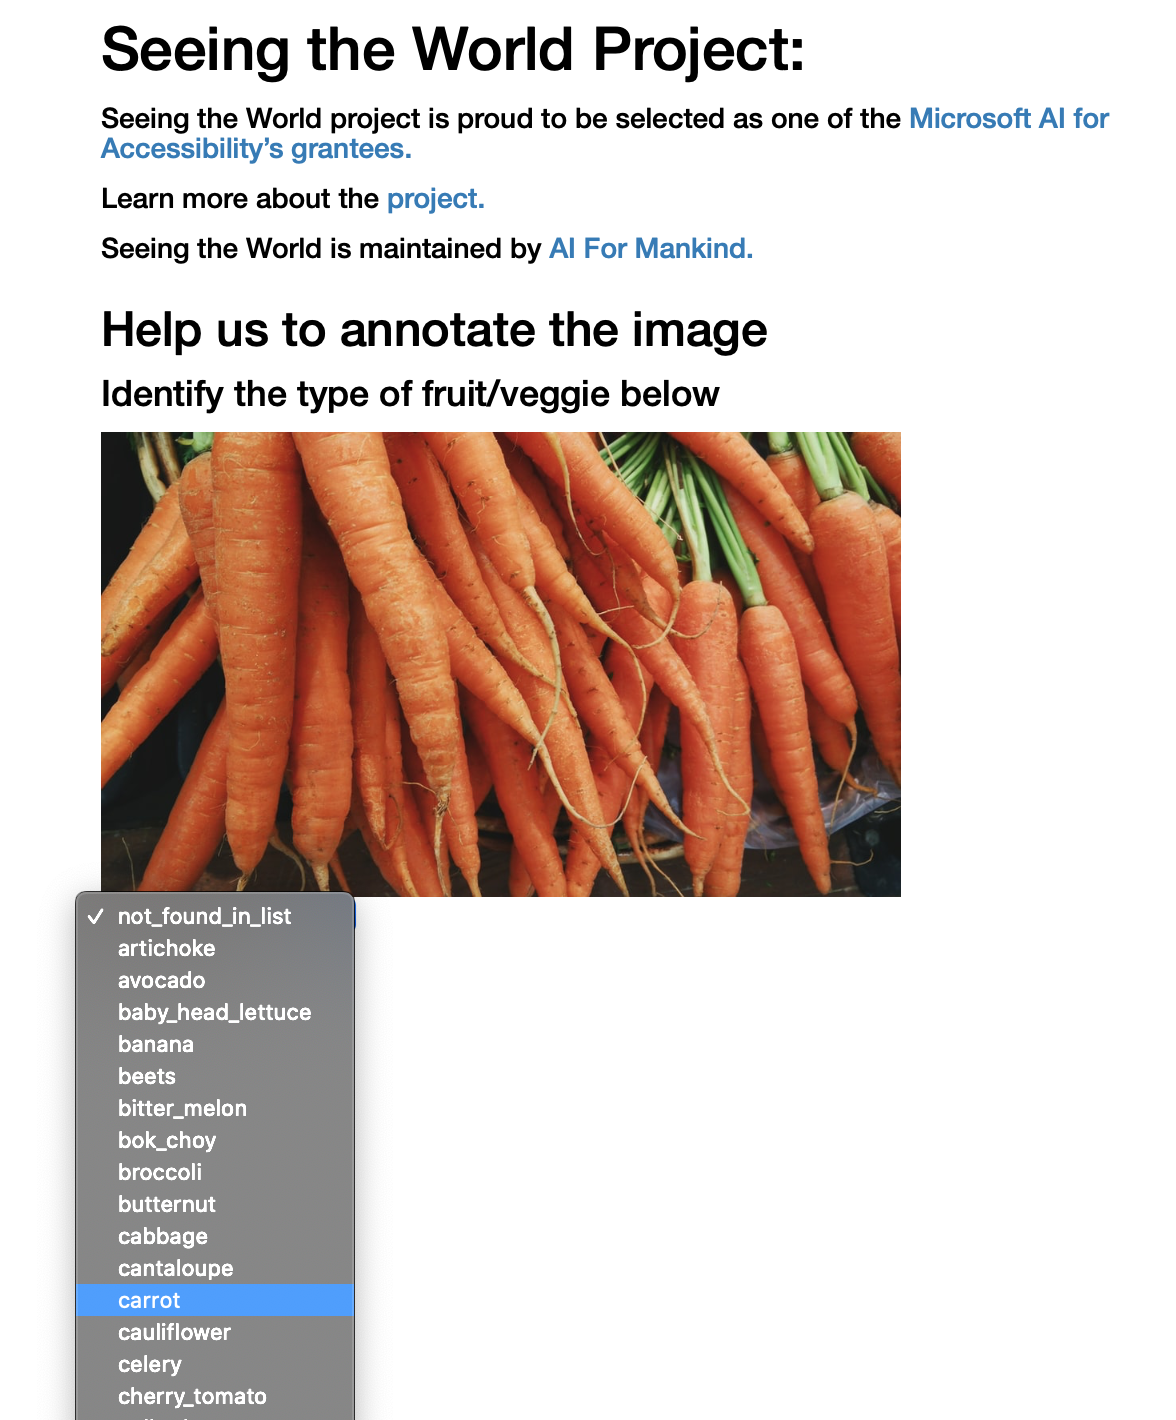 Seeing the World Project:
Seeing the World project is proud to be selected as one of the Microsoft AI for
Accessibility’s grantees.
Learn more about the project.
Seeing the World is maintained by AI For Mankind.
Help us to annotate the image
Identify the type of fruit/veggie below
✓ not_found_in_list
artichoke
avocado
baby_head_lettuce
banana
beets
bitter_melon
bok_choy
broccoli
butternut
cabbage
cantaloupe
carrot
cauliflower
celery
cherry_tomato